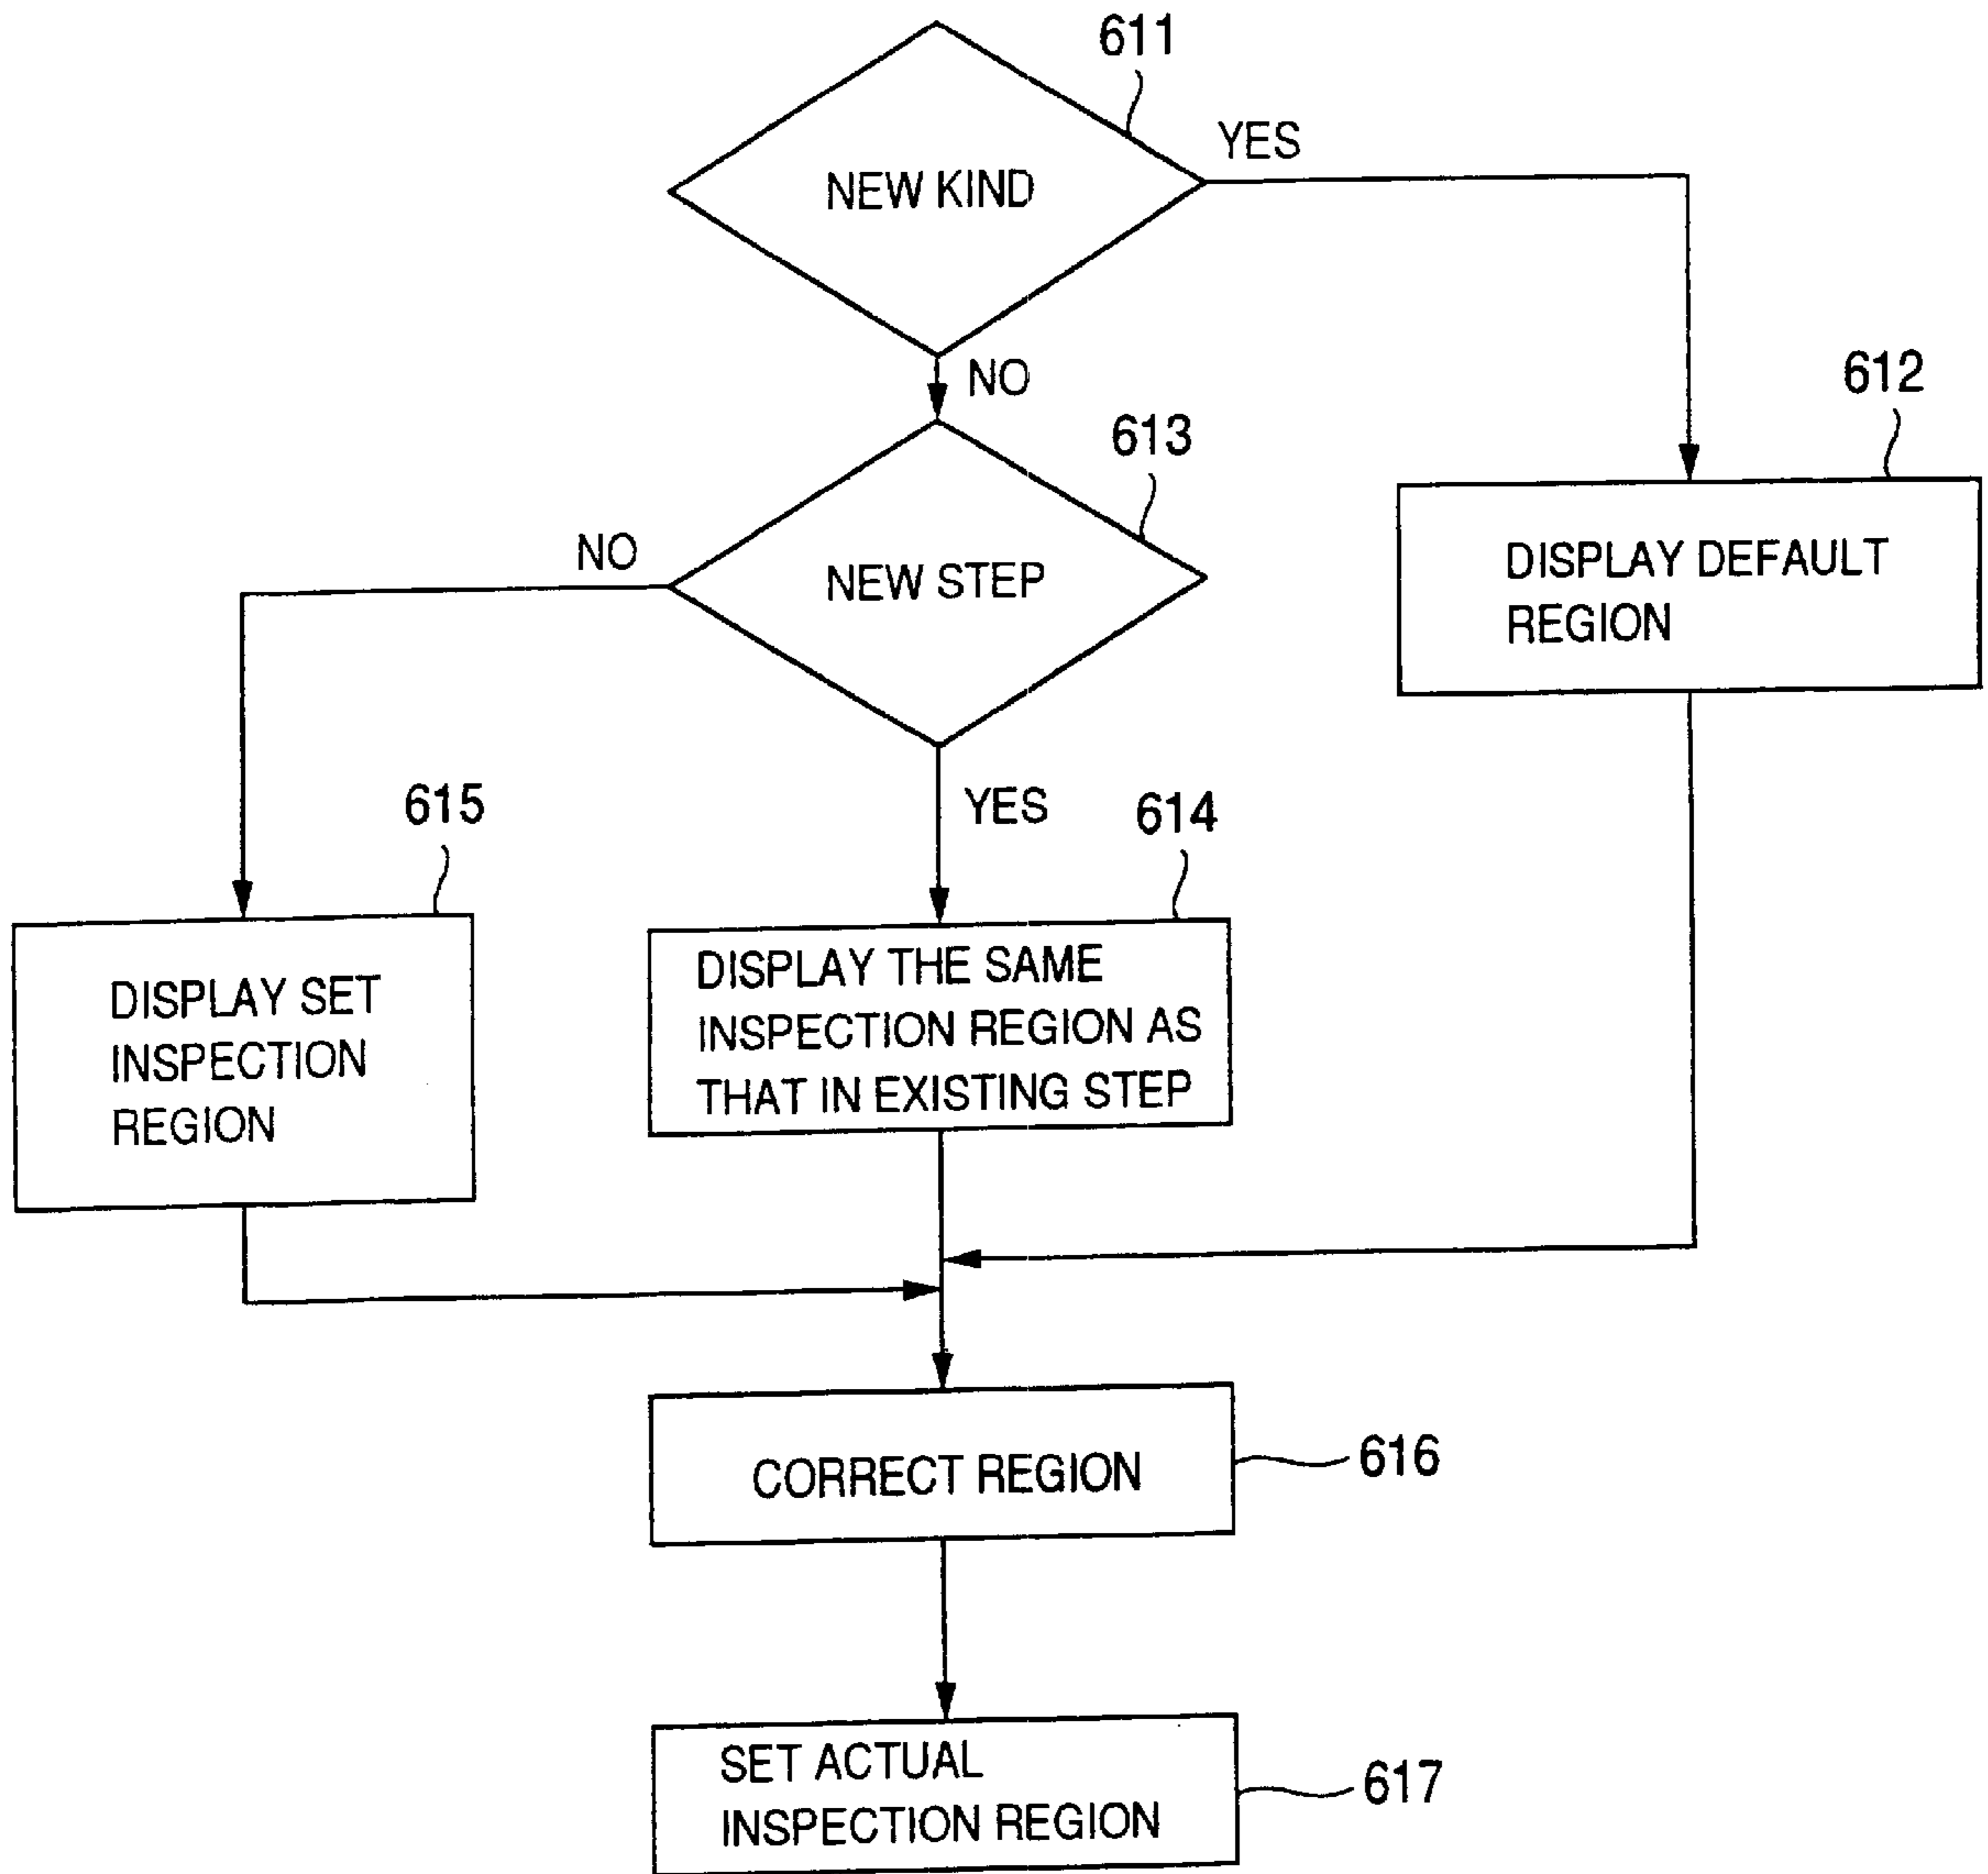 611
YES
NEW KIND
NO
612
613
NO
NEW STEP
DISPLAY DEFAULT
REGION
615
YES
614
DISPLAY SET
INSPECTION
REGION
DISPLAY THE SAME
INSPECTION REGION AS
THAT IN EXISTING STEP
CORRECT REGION
616
SET ACTUAL
INSPECTION REGION
617